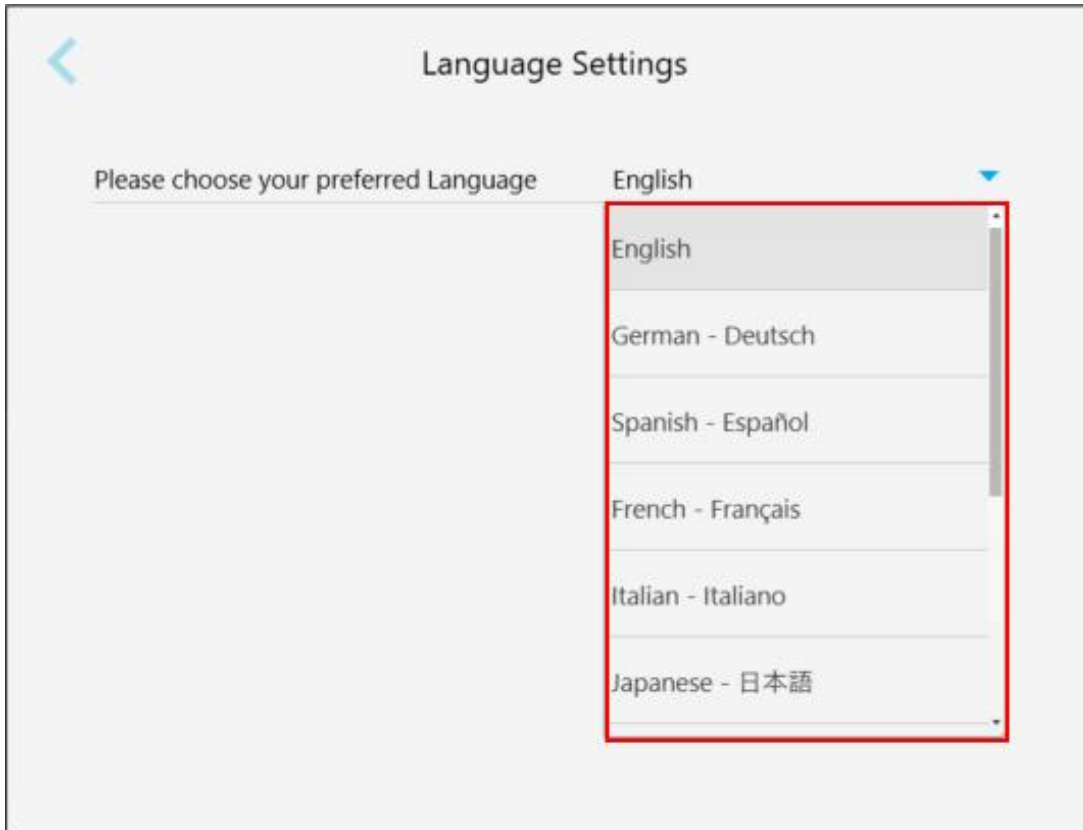 Language Settings
Please choose your preferred Language English
English
German - Deutsch
Spanish - Español
French - Français
Italian - Italiano
Japanese - 日本語